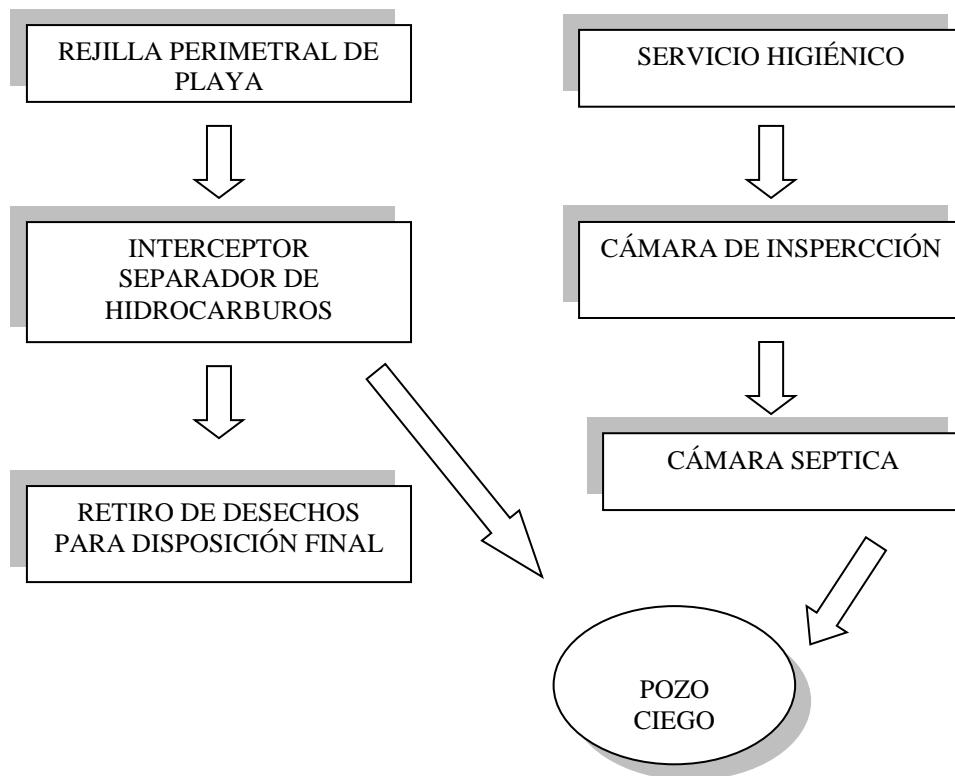 REJILLA PERIMETRAL DE
PLAYA
INTERCEPTOR
SEPARADOR DE
HIDROCARBUROS
RETIRO DE DESECHOS
PARA DISPOSICIÓN FINAL
SERVICIO HIGIÉNICO
CÁMARA DE INSPERCCIÓN
CÁMARA SEPTICA
POZO
CIEGO